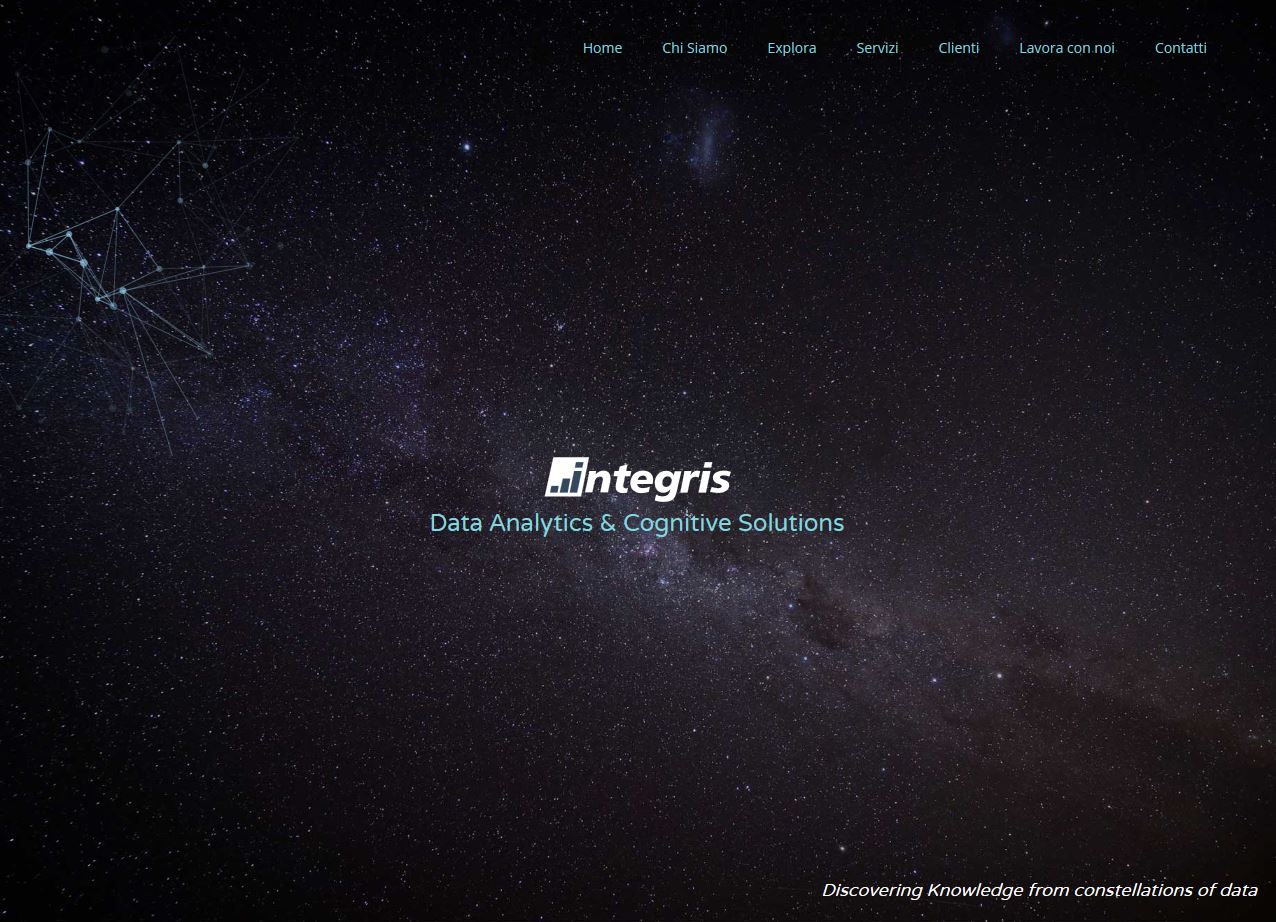 Home Chi Siamo Explora Servizi Clienti Lavora con noi Contatti
integris
Data Analytics & Cognitive Solutions
Discovering Knowledge from constellations of data